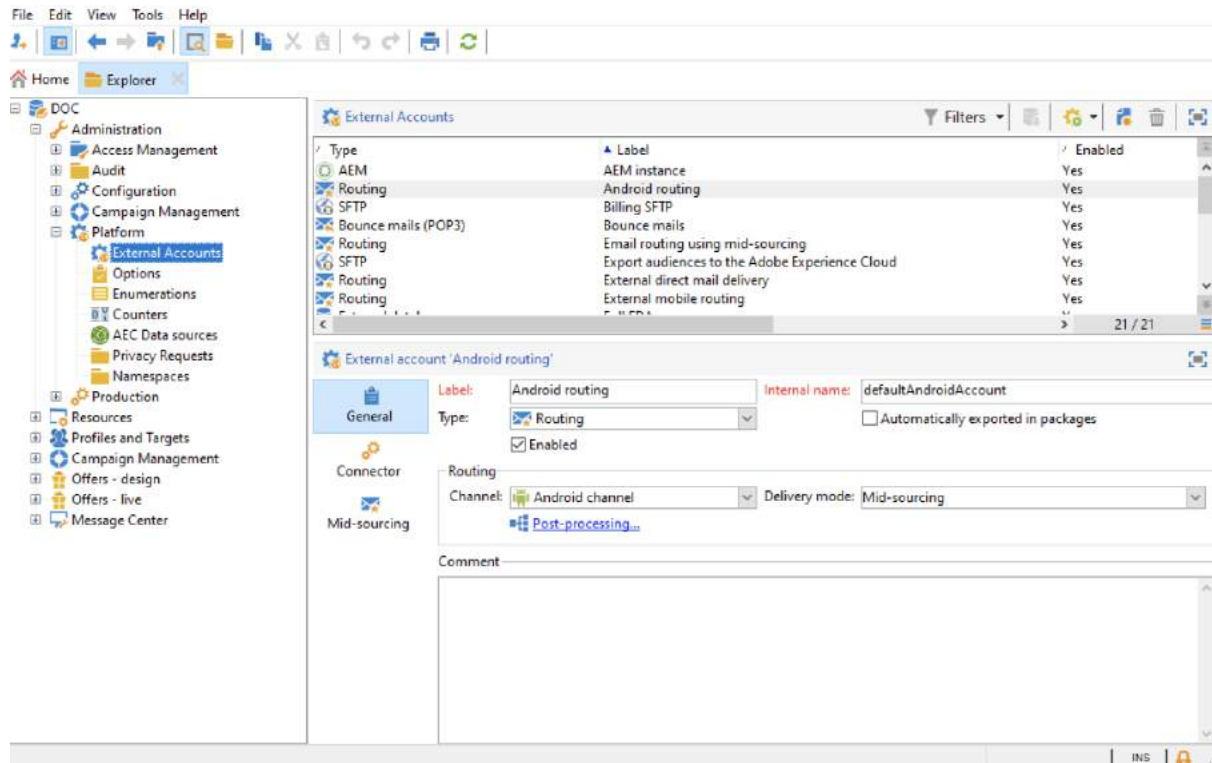 File Edit View Tools Help
Home Explorer
DOC
Administration
Access Management
Audit
Configuration
Campaign Management
Platform
External Accounts
Options
Enumerations
Counters
AEC Data sources
Privacy Requests
Namespaces
Production
Resources
Profiles and Targets
Campaign Management
Offers - design
Offers - live
Message Center
External Accounts Filters
Type Label Enabled
AEM AEM instance Yes
Routing Android routing Yes
SFTP Billing SFTP Yes
Bounce mails (POP3) Bounce mails Yes
Routing Email routing using mid-sourcing Yes
SFTP Export audiences to the Adobe Experience Cloud Yes
Routing External direct mail delivery Yes
Routing External mobile routing Yes
21 / 21
External account 'Android routing'
General
Connector
Mid-sourcing
Label: Android routing Internal name: defaultAndroidAccount
Type: Routing Automatically exported in packages
Enabled
Routing
Channel: Android channel Delivery mode: Mid-sourcing
Post-processing...
Comment
INS